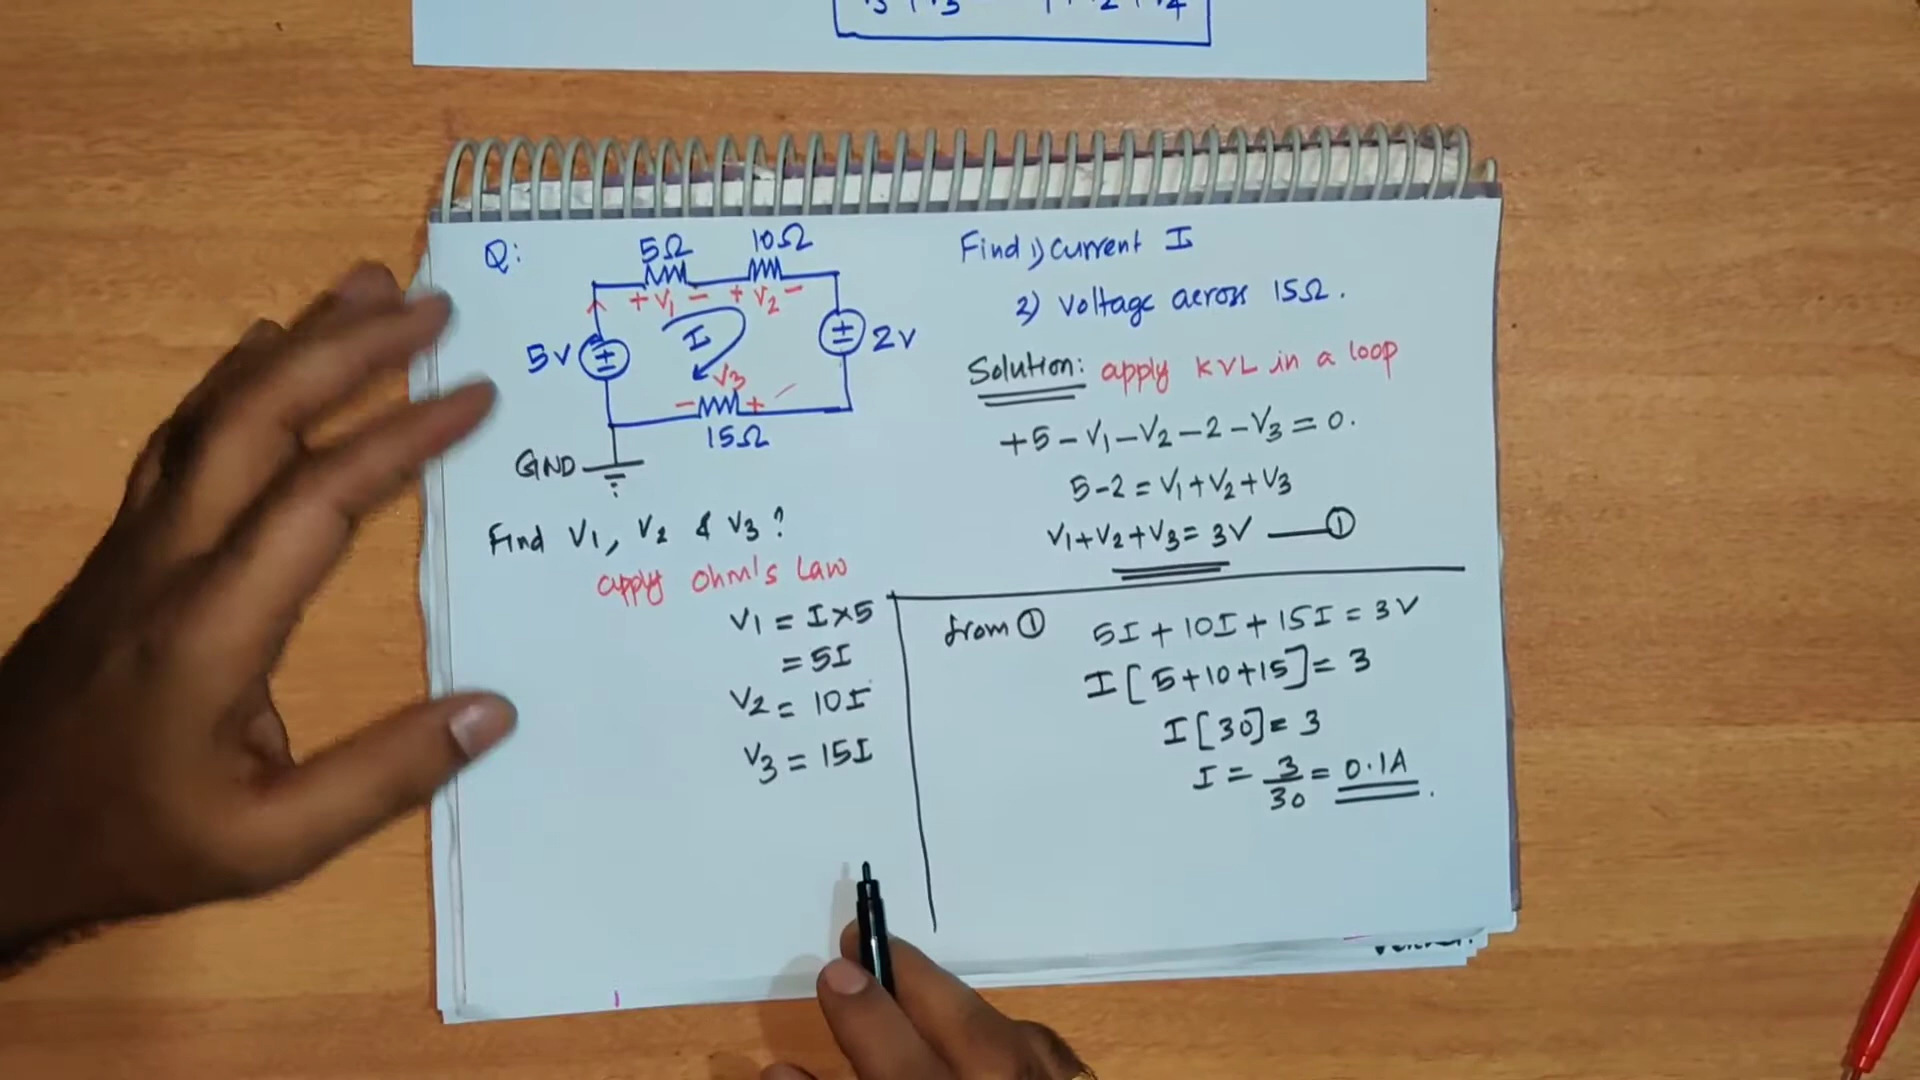 Q:
5Ω 10Ω
+ V1 - + V2 -
I
5V
±
±
2V
V3
- +
15Ω
GND
Find V1, V2 & V3?
apply ohm's Law
V1 = I×5
= 5I
V2 = 10I
V3 = 15I
Find 1) Current I
2) Voltage across 15Ω.
Solution: apply KVL in a loop
+5-V1-V2-2-V3=0.
5-2 = V1+V2+V3
V1+V2+V3= 3V —①
from ① 5I + 10I + 15I = 3V
I[5+10+15]= 3
I[30]= 3
I = 3/30 = 0.1A.